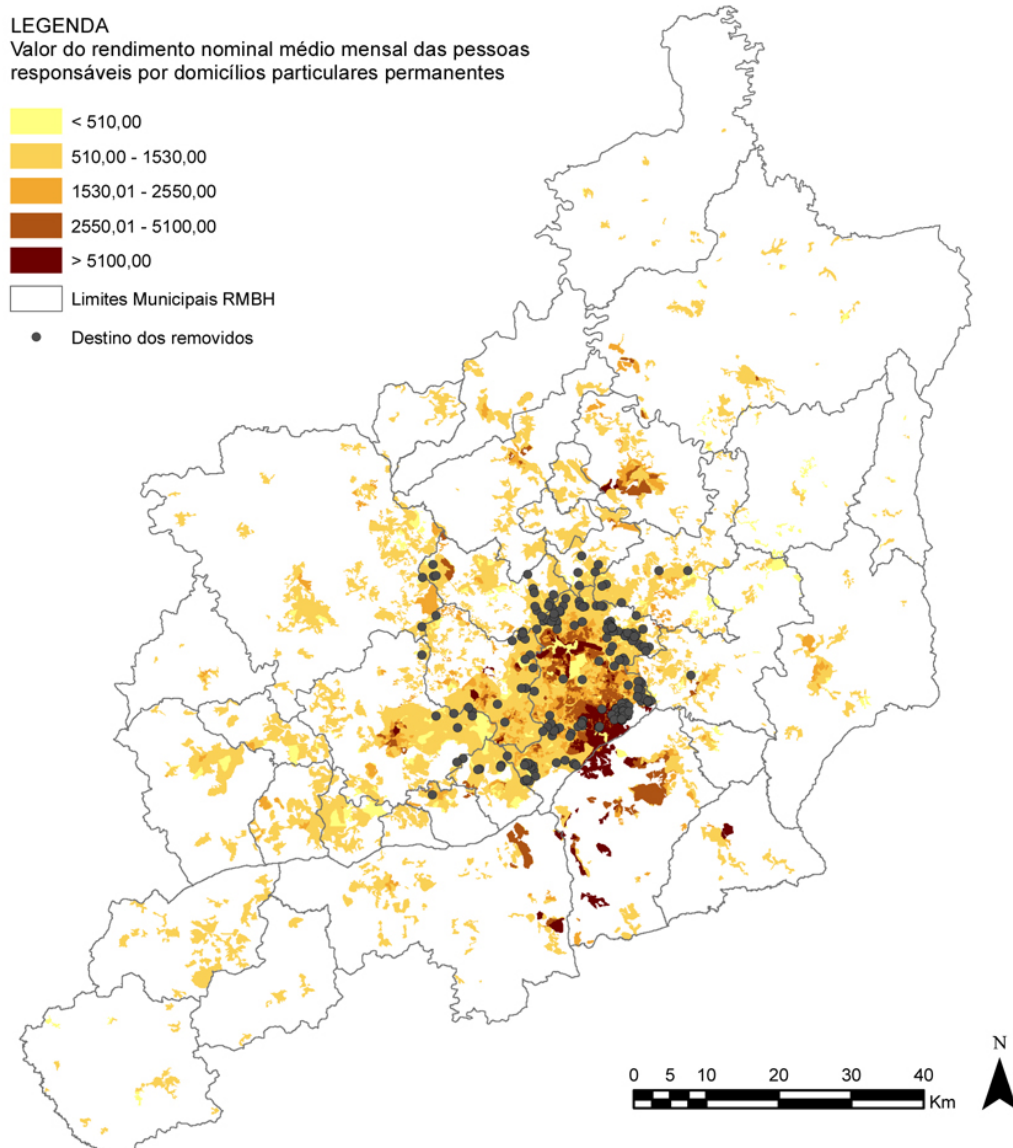 LEGENDA
Valor do rendimento nominal médio mensal das pessoas
responsáveis por domicílios particulares permanentes
< 510,00
510,00 - 1530,00
1530,01 - 2550,00
2550,01 - 5100,00
> 5100,00
Limites Municipais RMBH
Destino dos removidos
N
0 5 10 20 30 40
Km